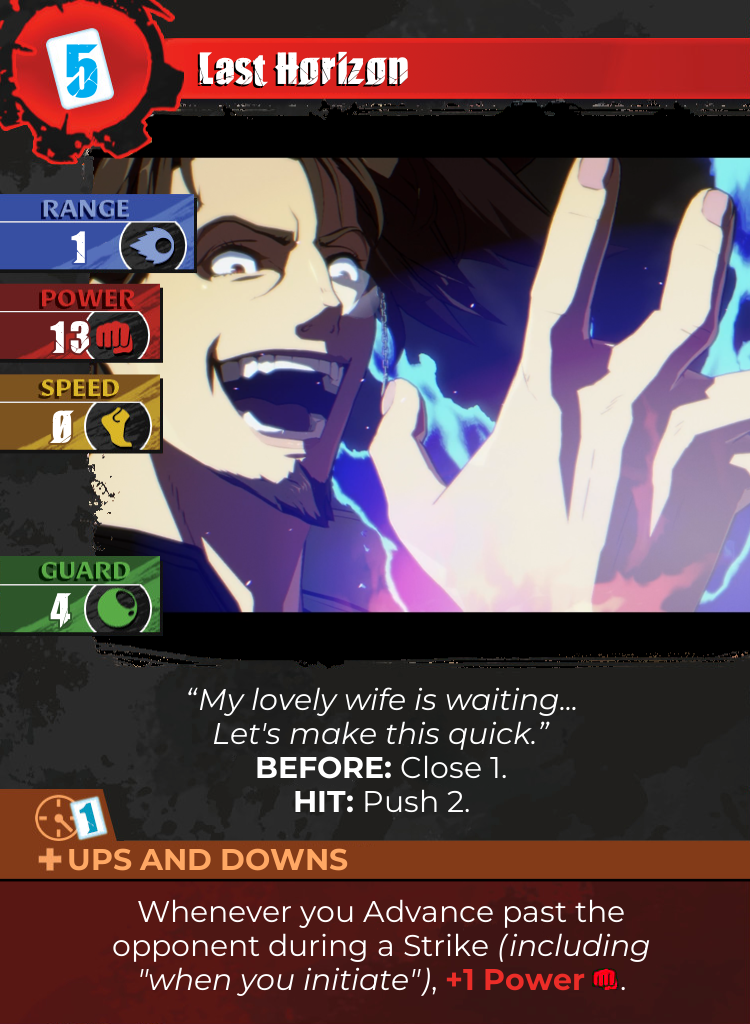 5
Last Horizon
RANGE
1
POWER
13
SPEED
0
GUARD
4
“My lovely wife is waiting...
Let's make this quick.”
BEFORE: Close 1.
HIT: Push 2.
1
+UPS AND DOWNS
Whenever you Advance past the
opponent during a Strike (including
"when you initiate"), +1 Power.